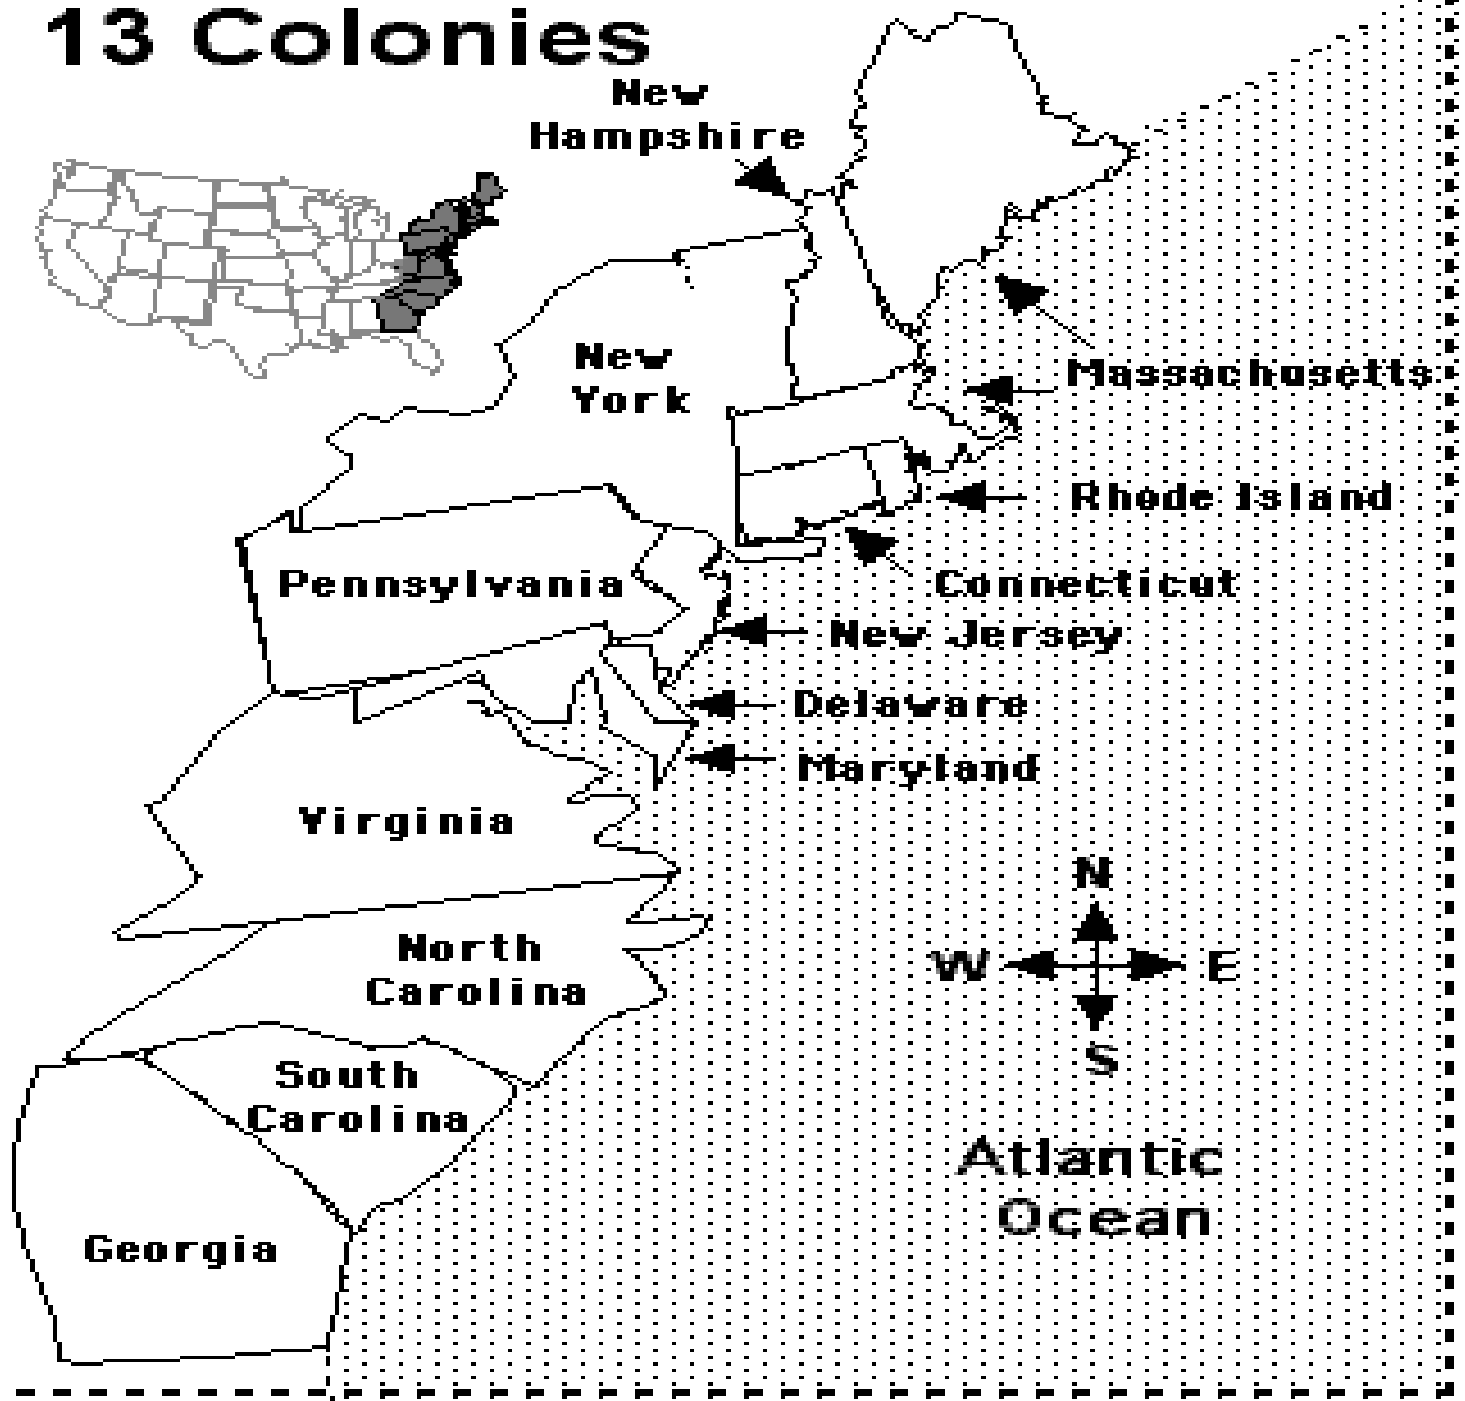 13 Colonies
New
Hampshire
New
York
Massachusetts
Rhode Island
Connecticut
Pennsylvania
New Jersey
Delaware
Maryland
Virginia
N
W E
S
North
Carolina
South
Carolina
Atlantic
Ocean
Georgia